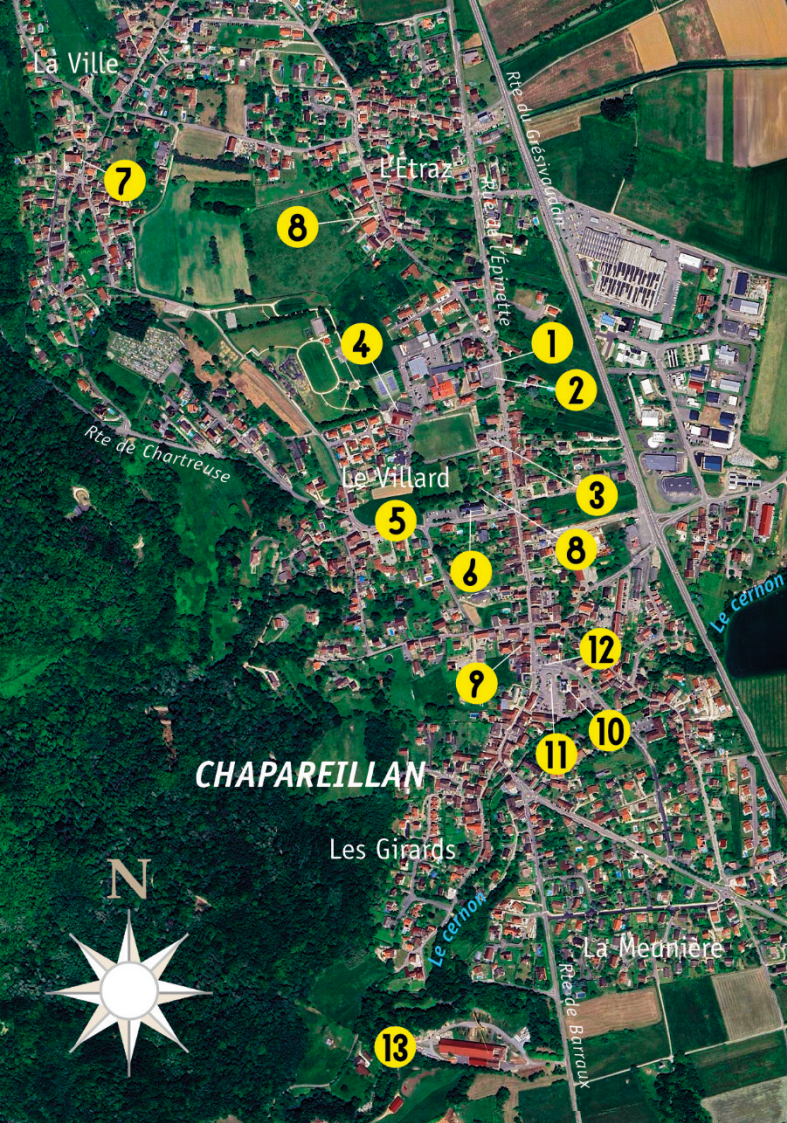 La Ville
Rte du Grésivaudan
L'Etraz
7
8
Rte de l'Épinette
1
4
2
Rte de Chartreuse
Le Villard
3
5
8
6
Le cernon
12
9
10
11
CHAPAREILLAN
Les Girards
N
Le cernon
La Meunière
Rte de Barraux
13